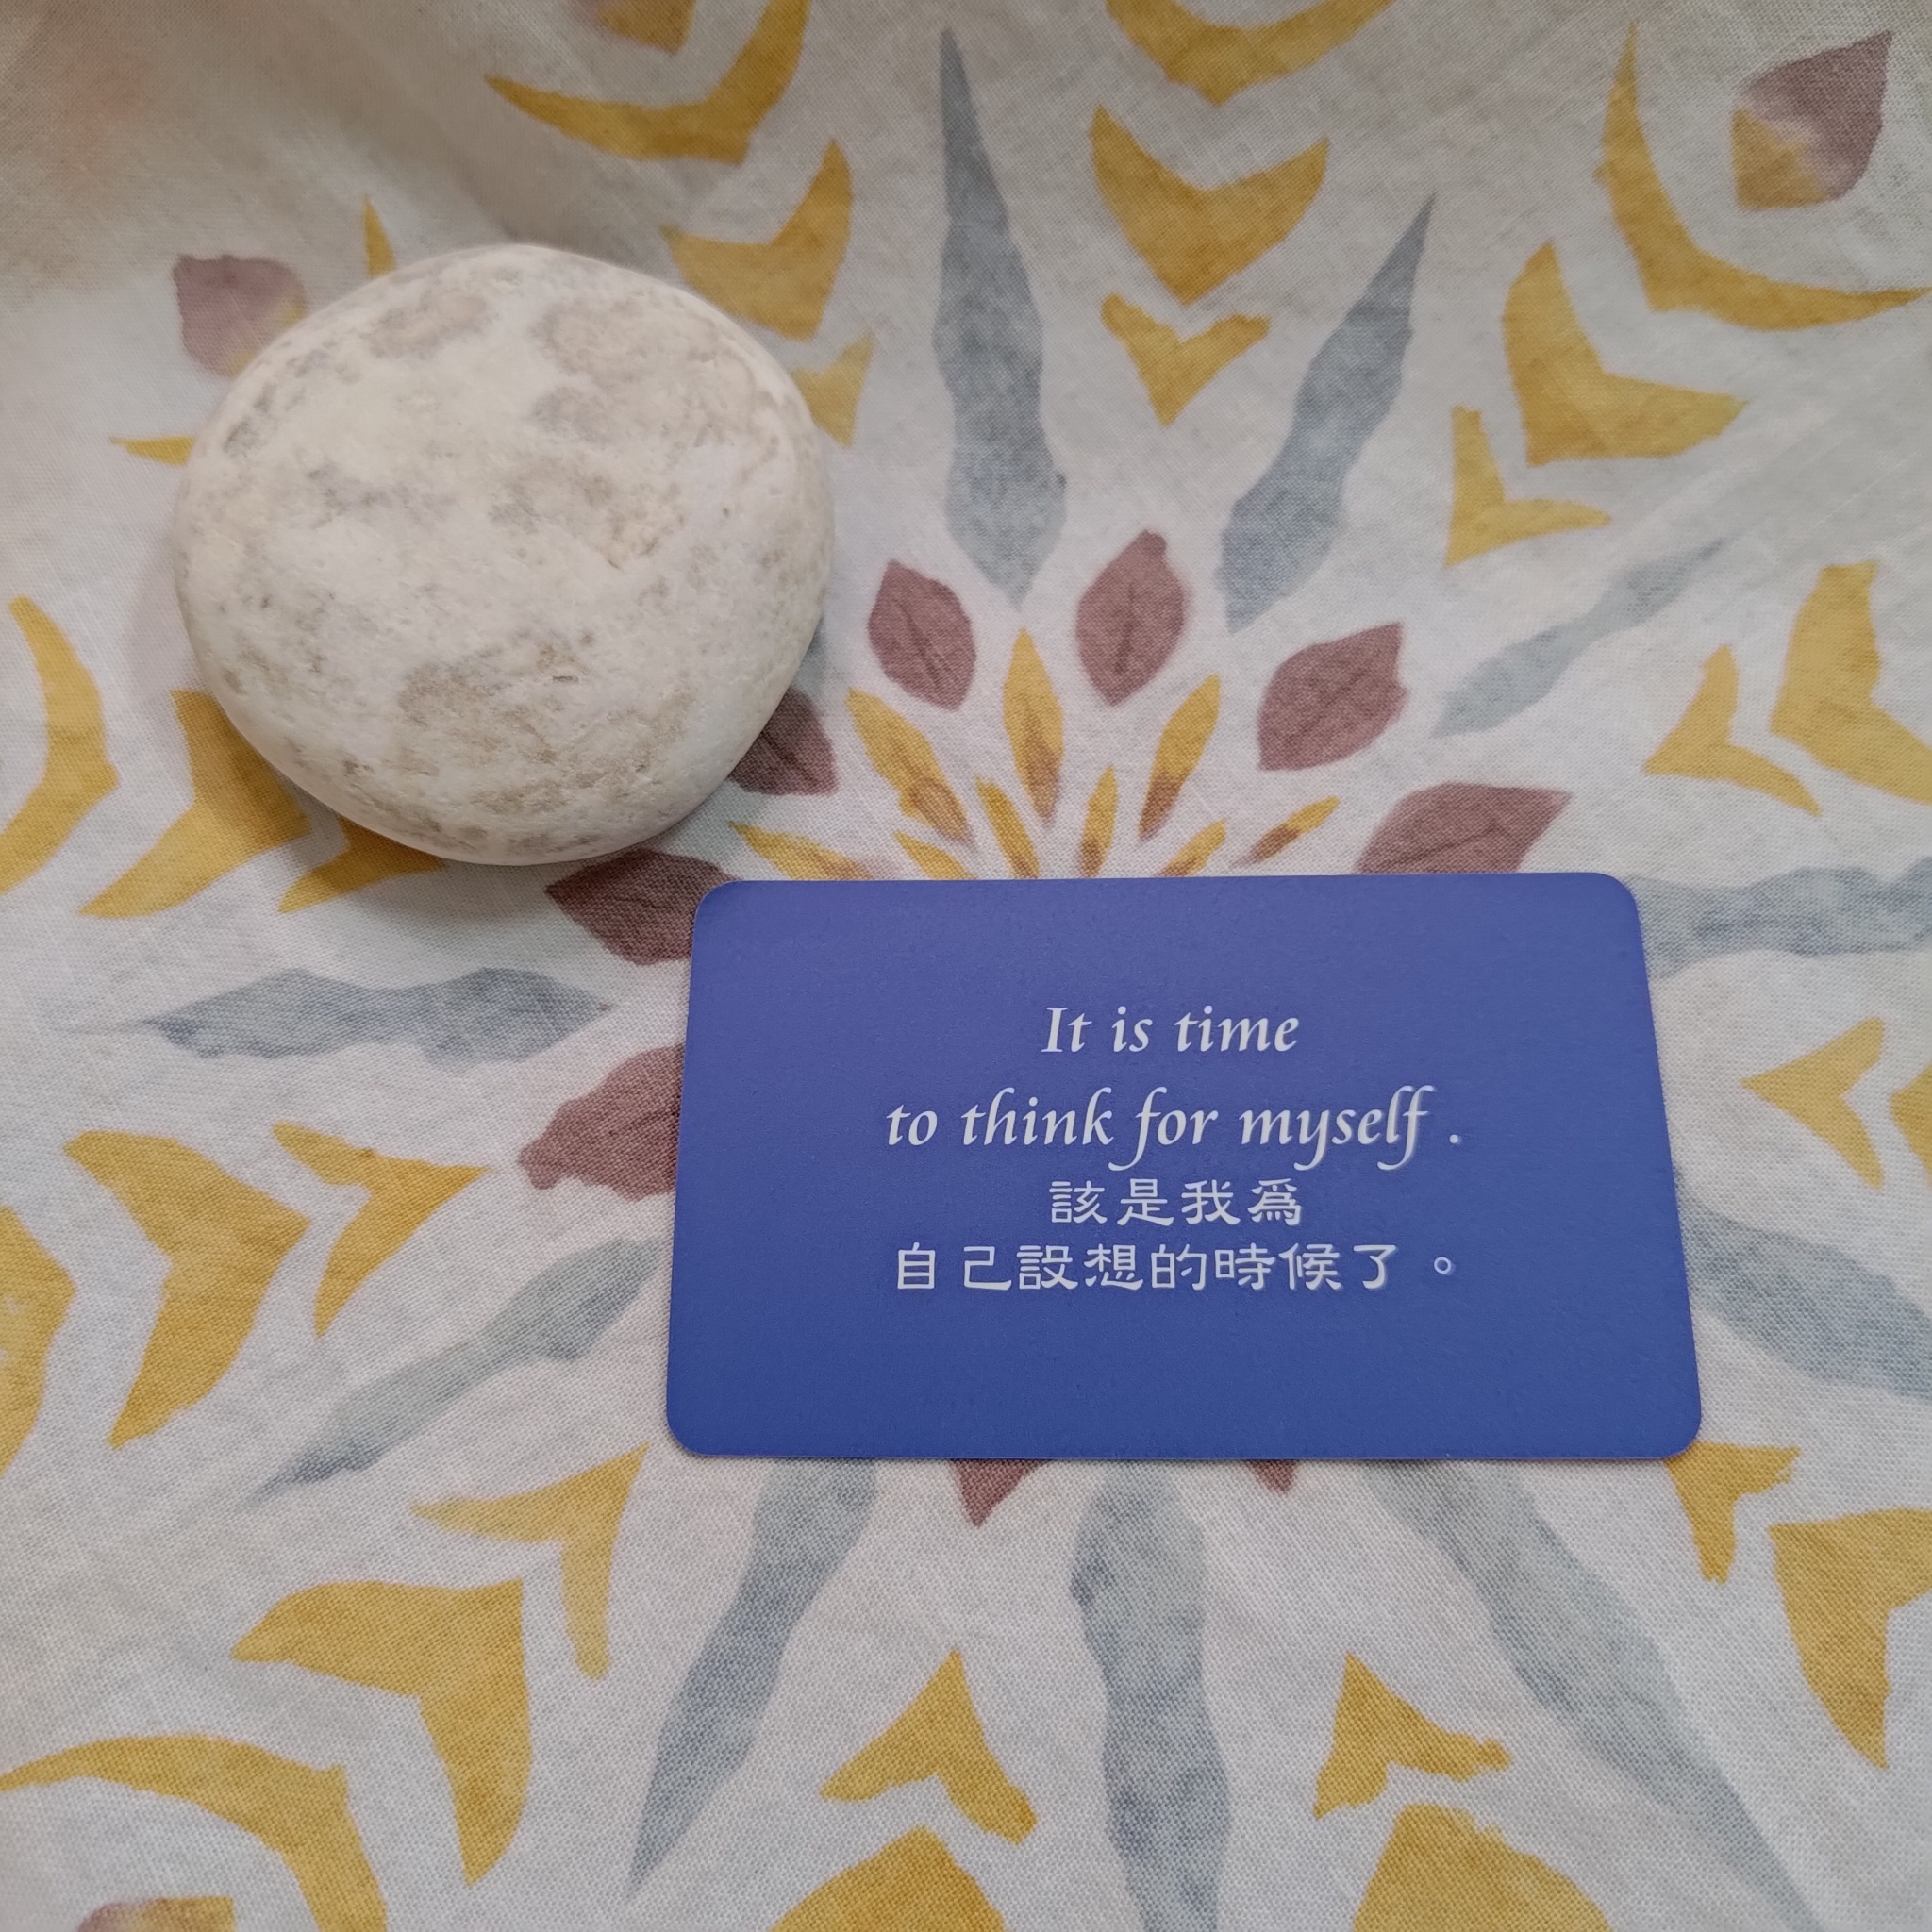 It is time
to think for myself .
該是我爲
自己設想的時候了。